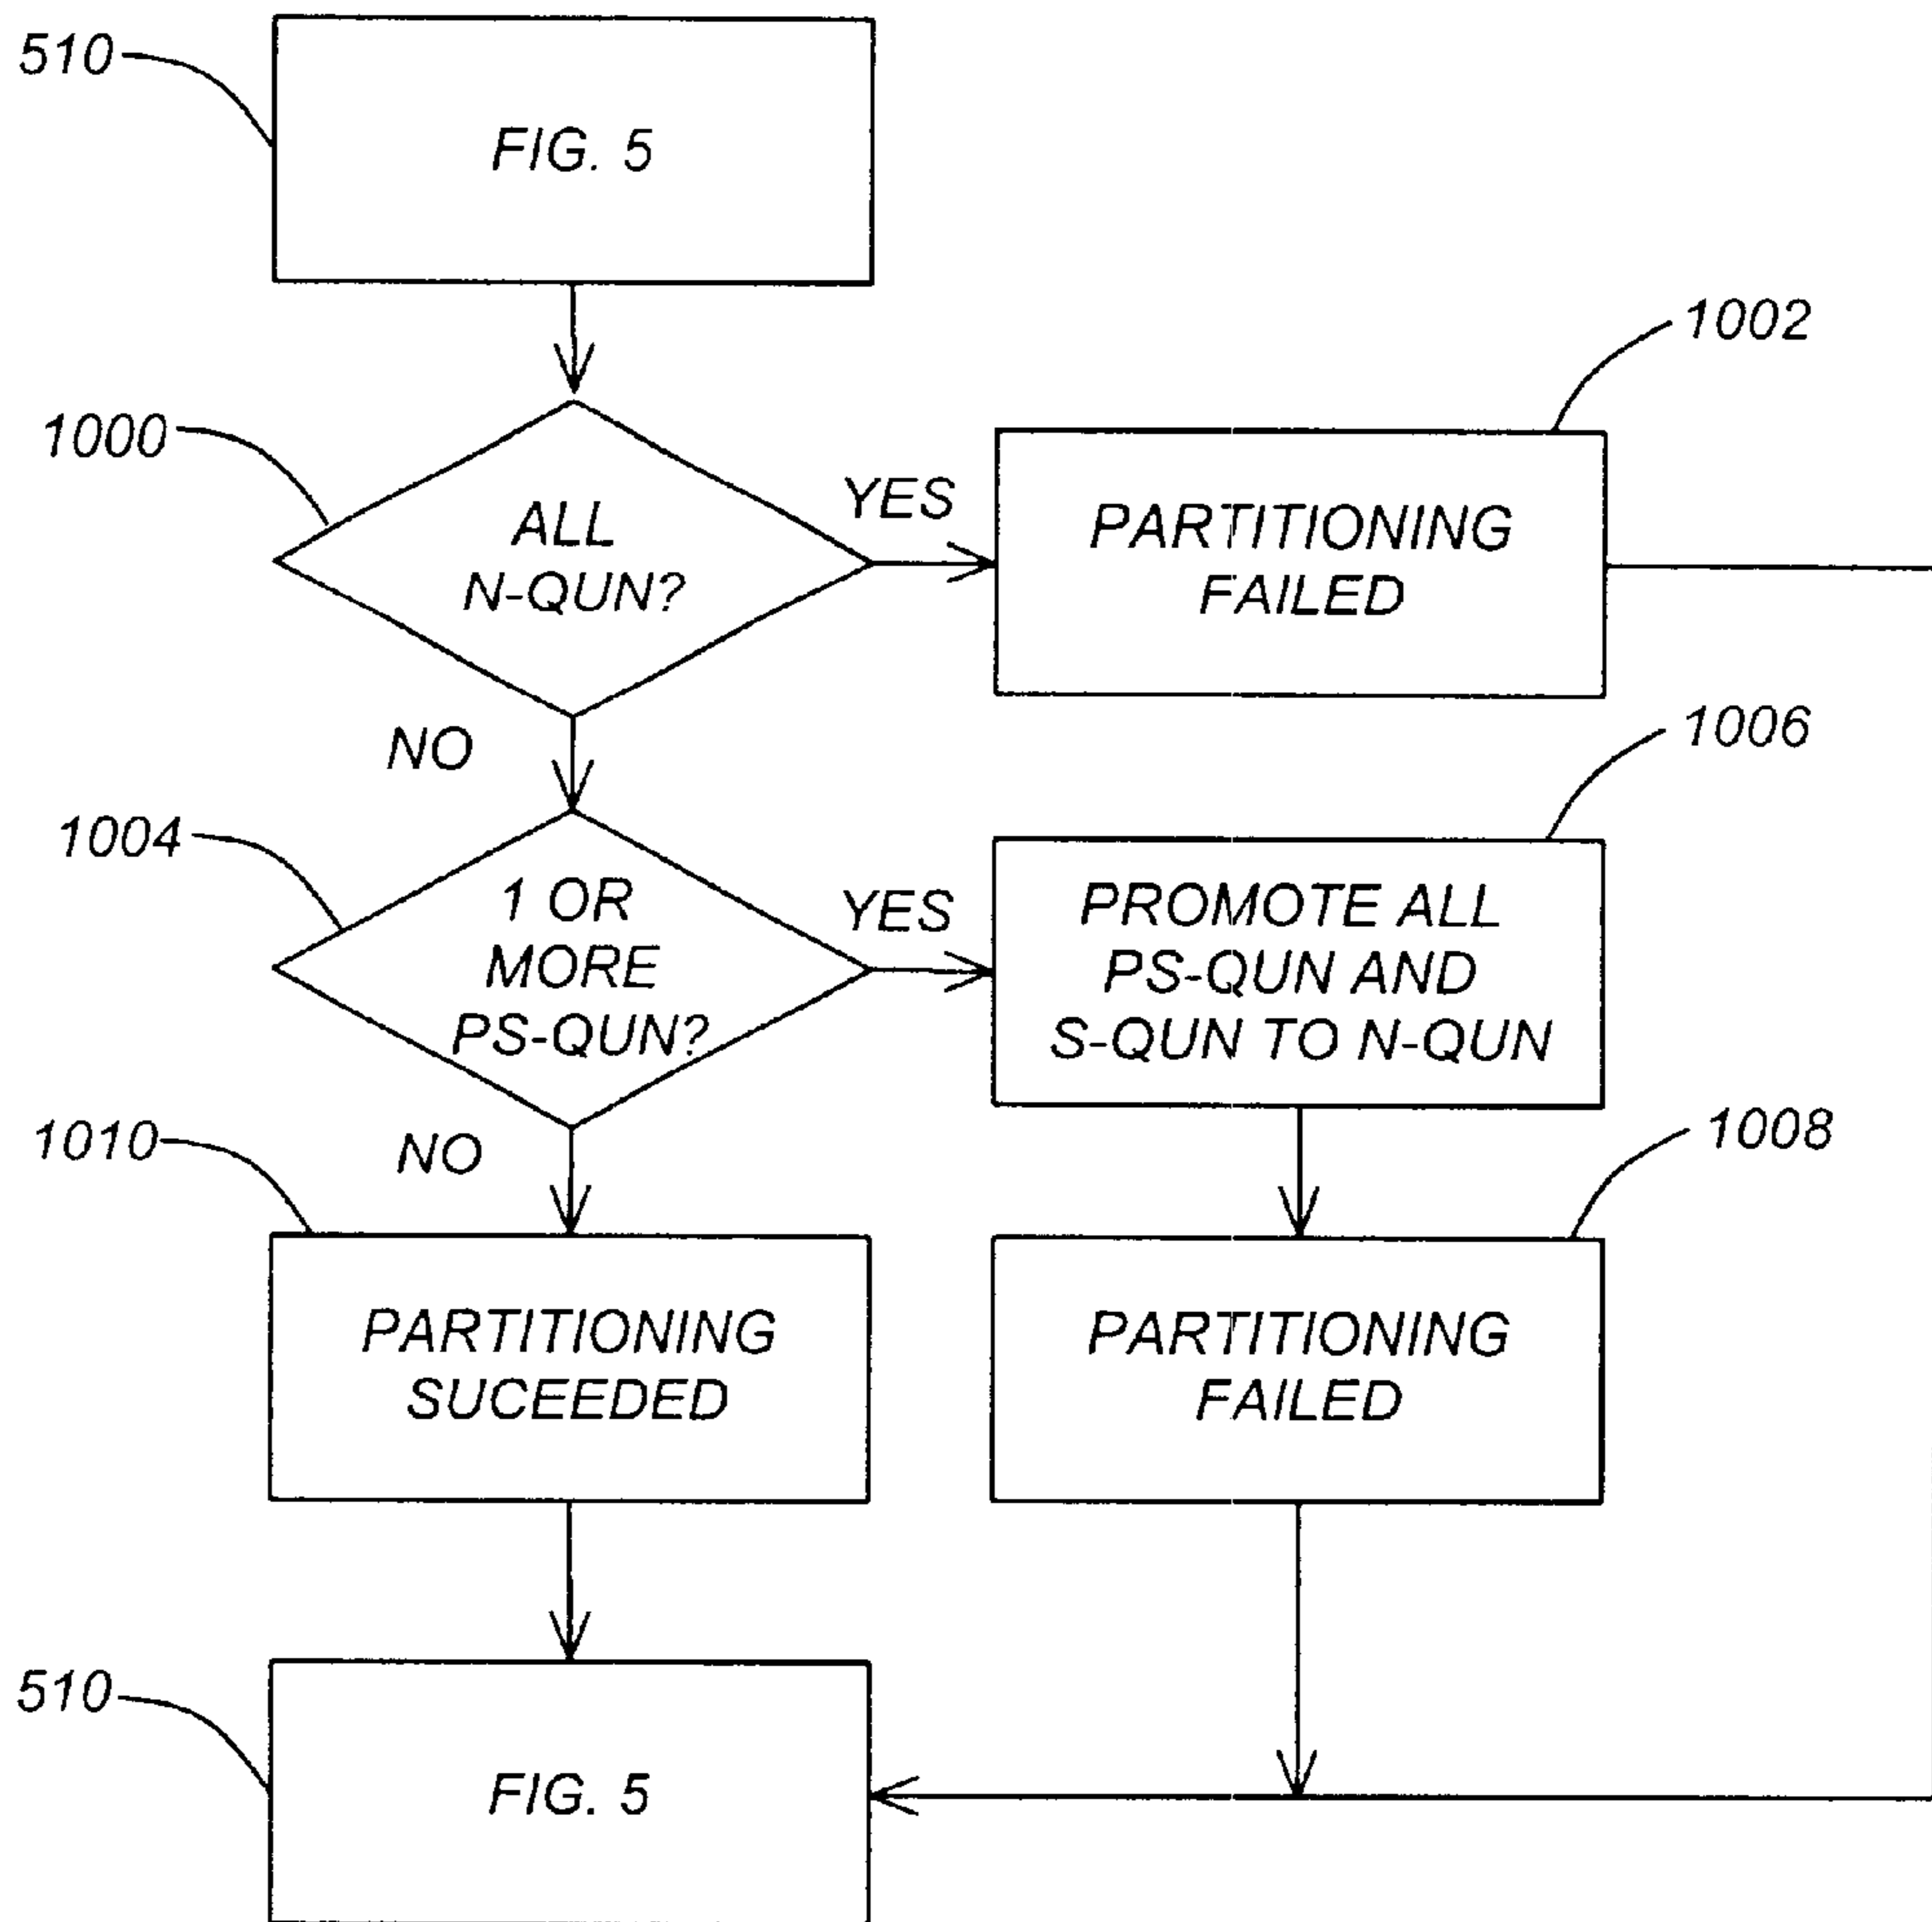 510
FIG. 5
1002
1000
ALL
N-QUN?
YES
PARTITIONING
FAILED
NO
1006
1004
1 OR
MORE
PS-QUN?
YES
PROMOTE ALL
PS-QUN AND
S-QUN TO N-QUN
1010
NO
1008
PARTITIONING
SUCEEDED
PARTITIONING
FAILED
510
FIG. 5